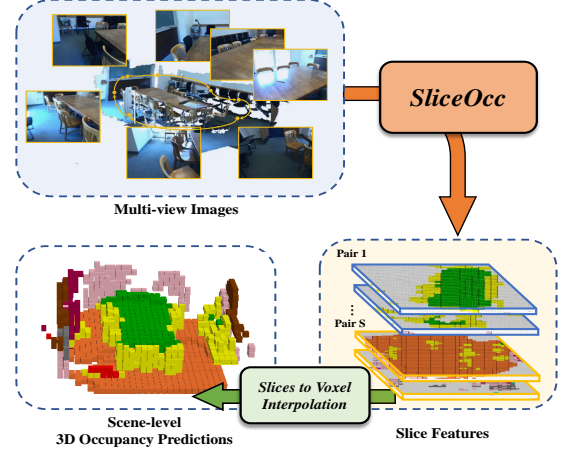 SliceOcc
Multi-view Images
Pair 1
⋮
Pair S
Slices to Voxel
Interpolation
Scene-level
3D Occupancy Predictions
Slice Features